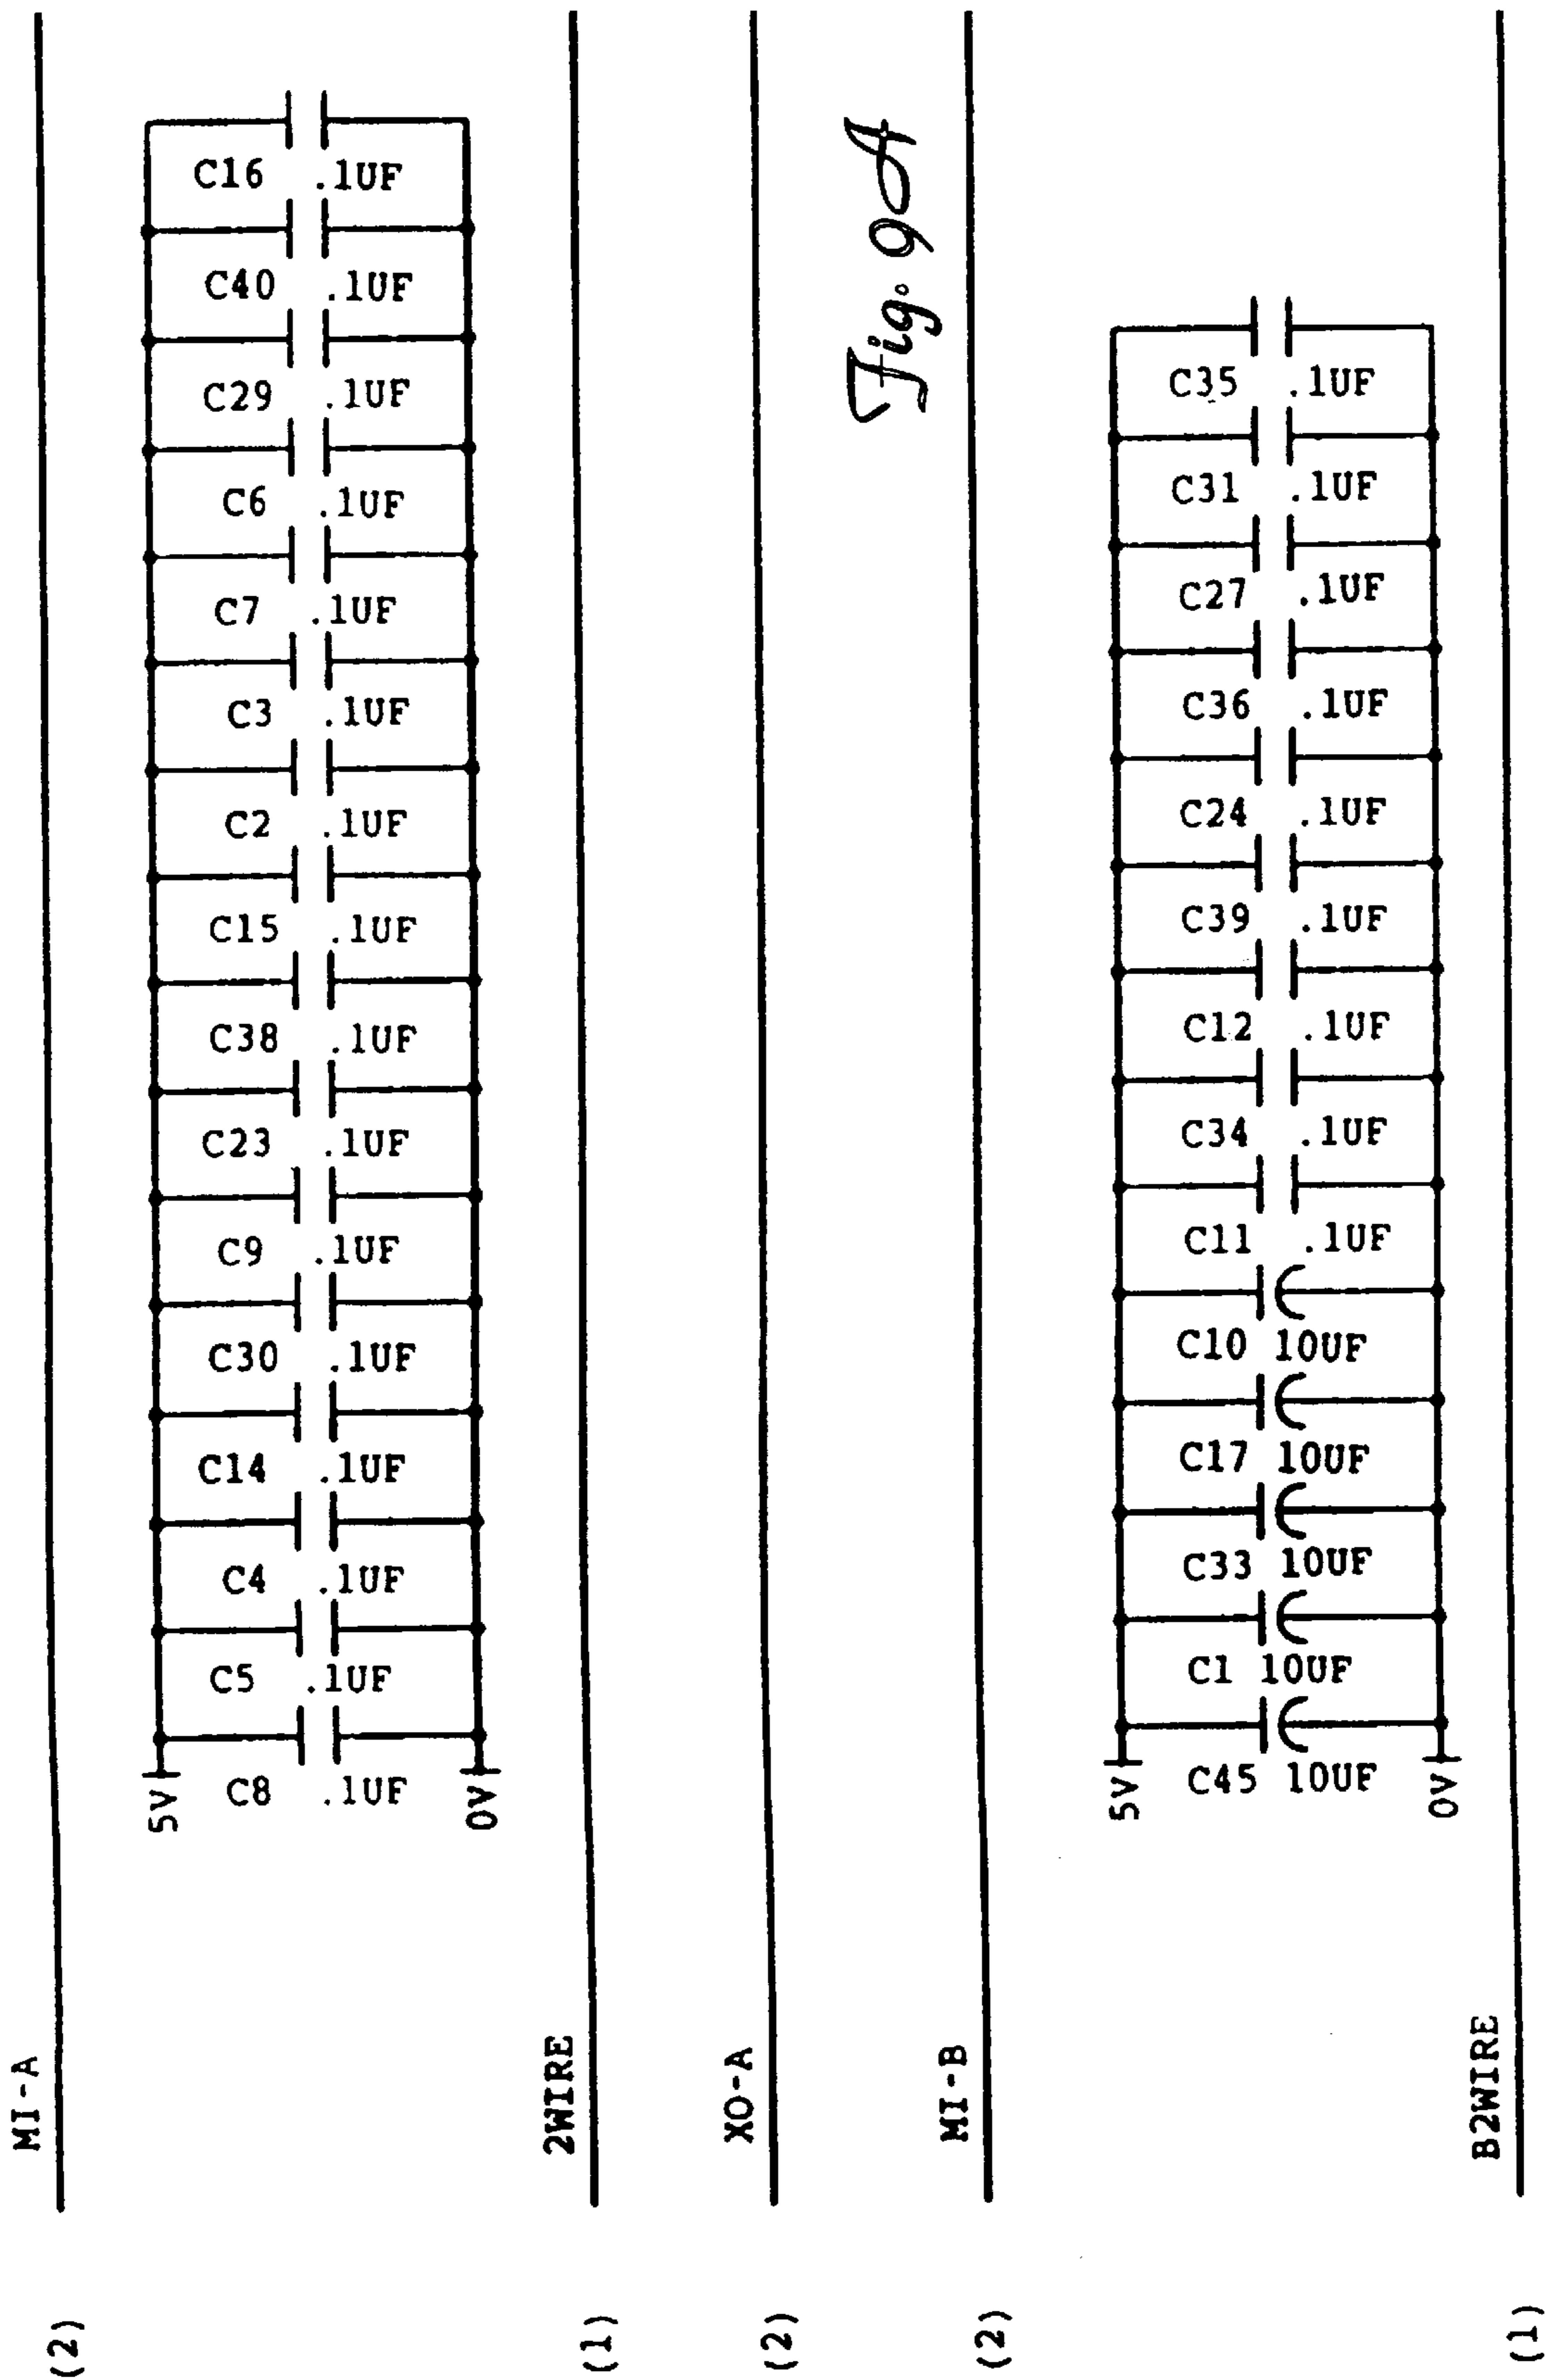 MI-A
(2)
C16 .1UF
C40 .1UF
C29 .1UF
C6 .1UF
C7 .1UF
C3 .1UF
C2 .1UF
C15 .1UF
C38 .1UF
C23 .1UF
C9 .1UF
C30 .1UF
C14 .1UF
C4 .1UF
C5 .1UF
C8 .1UF
5V
0V
2WIRE
(1)
XO-A
(2)
Fig. 9A
MI-B
(2)
C35 .1UF
C31 .1UF
C27 .1UF
C36 .1UF
C24 .1UF
C39 .1UF
C12 .1UF
C34 .1UF
C11 .1UF
C10 10UF
C17 10UF
C33 10UF
C1 10UF
C45 10UF
5V
0V
B2WIRE
(1)